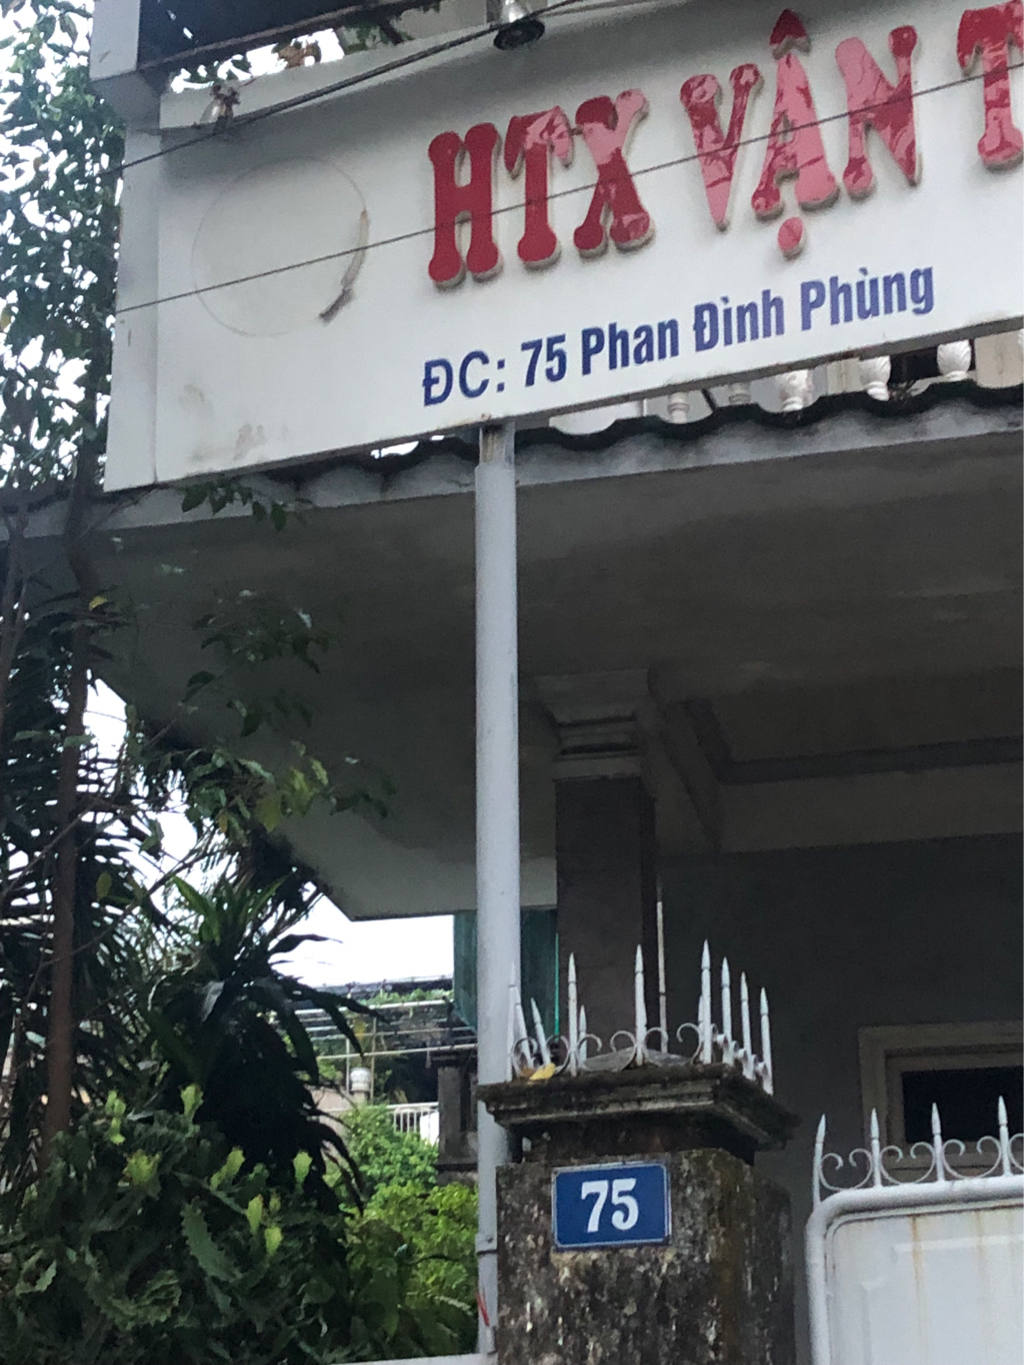 HTX VẬN T
ĐC: 75 Phan Đình Phùng
75